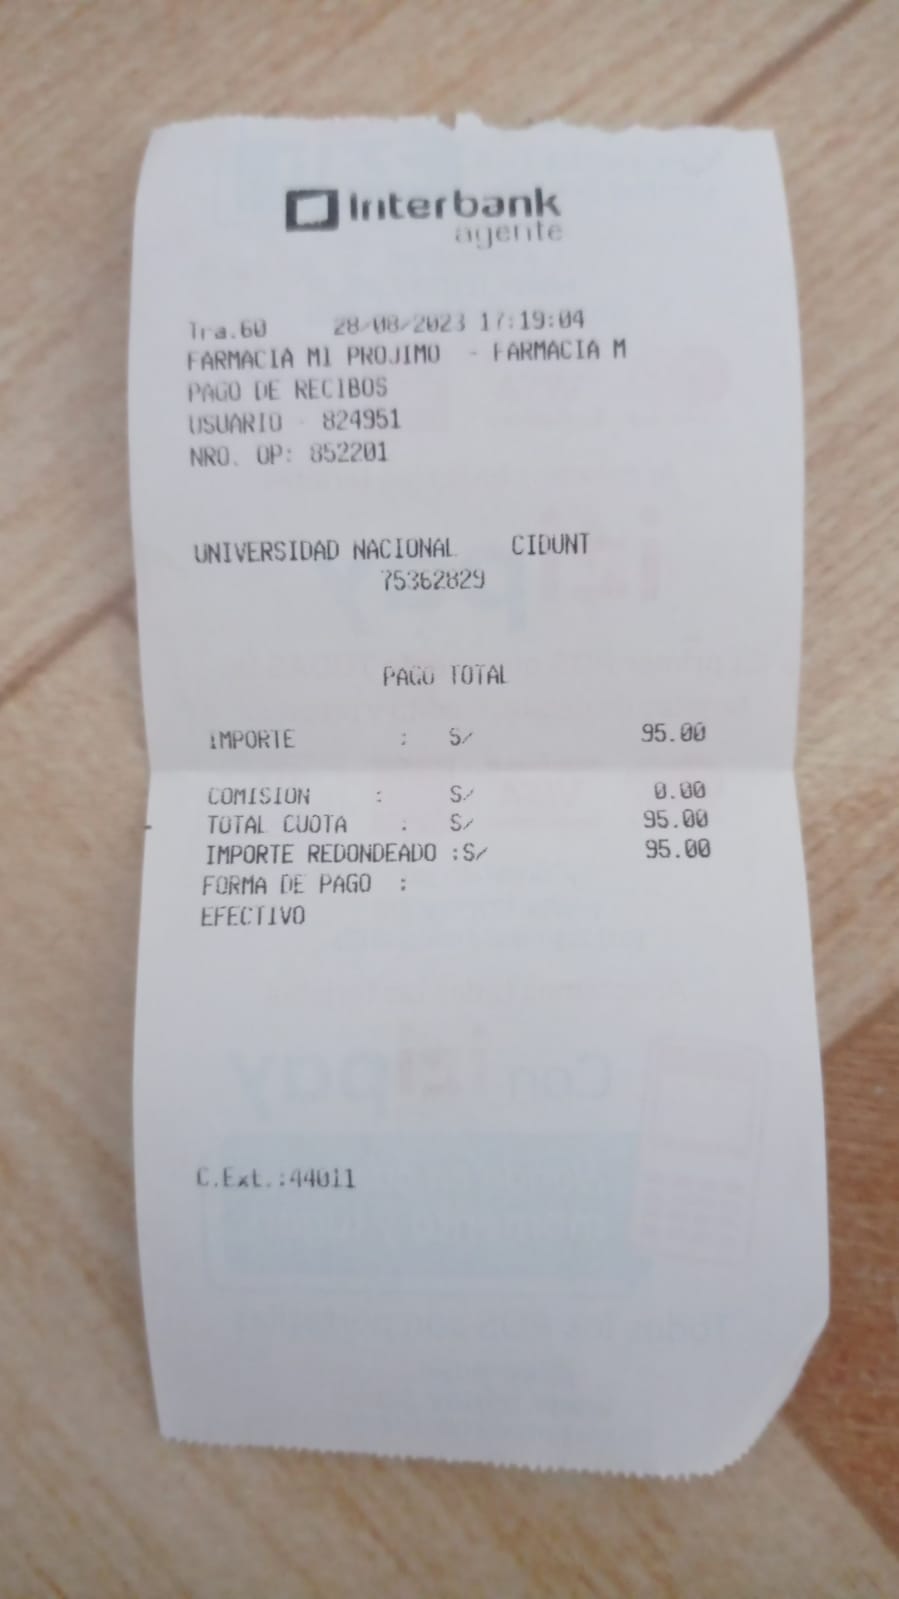 Interbank
agente
Tra.60 28/08/2023 17:19:04
FARMACIA MI PROJIMO - FARMACIA M
PAGO DE RECIBOS
USUARIO - 824951
NRO. OP: 852201
UNIVERSIDAD NACIONAL CIDUNT
75362829
PAGO TOTAL
IMPORTE : S/ 95.00
COMISION : S/ 0.00
TOTAL CUOTA : S/ 95.00
IMPORTE REDONDEADO :S/ 95.00
FORMA DE PAGO :
EFECTIVO
Con izipay
C.Ext.:44011